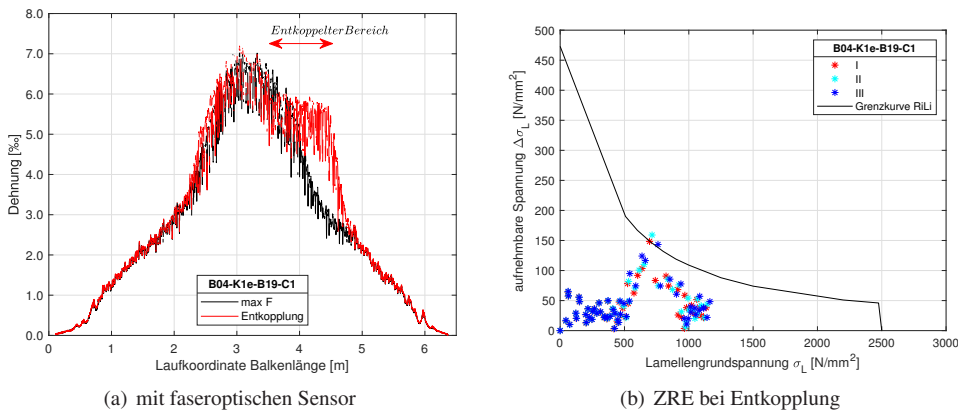 EntkoppelterBereich
8.0
7.0
6.0
5.0
4.0
3.0
2.0
1.0
0.0
Dehnung [‰]
B04-K1e-B19-C1
max F
Entkopplung
0 1 2 3 4 5 6
Laufkoordinate Balkenlänge [m]
(a) mit faseroptischen Sensor
500
450
400
350
300
250
200
150
100
50
0
aufnehmbare Spannung Δσ_L [N/mm²]
B04-K1e-B19-C1
I
II
III
Grenzkurve RiLi
0 500 1000 1500 2000 2500 3000
Lamellengrundspannung σ_L [N/mm²]
(b) ZRE bei Entkopplung